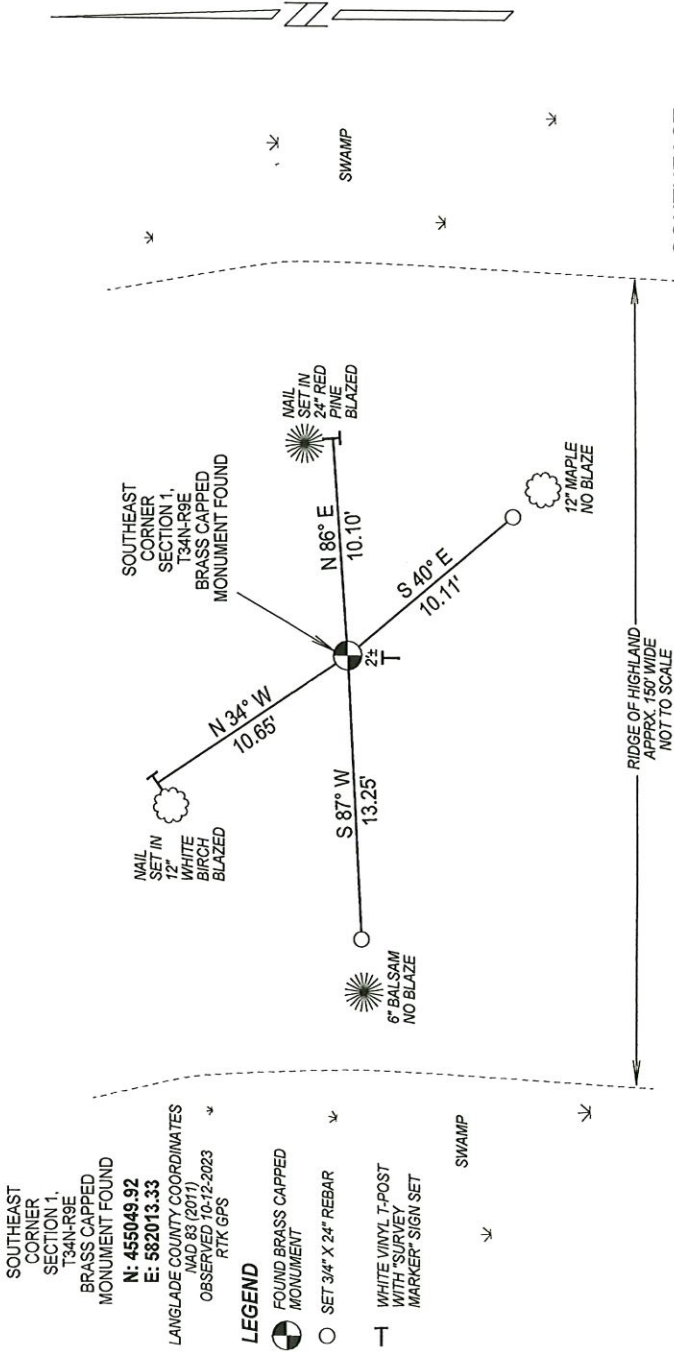 SOUTHEAST
CORNER
SECTION 1,
T34N-R9E
BRASS CAPPED
MONUMENT FOUND
N: 455049.92
E: 582013.33
LANGLADE COUNTY COORDINATES
NAD 83 (2011)
OBSERVED 10-12-2023
RTK GPS
LEGEND
FOUND BRASS CAPPED
MONUMENT
SET 3/4" X 24" REBAR
WHITE VINYL T-POST
WITH "SURVEY
MARKER" SIGN SET
SWAMP
NAIL
SET IN
12"
WHITE
BIRCH
BLAZED
N 34° W
10.65'
SOUTHEAST
CORNER
SECTION 1,
T34N-R9E
BRASS CAPPED
MONUMENT FOUND
NAIL
SET IN
24" RED
PINE
BLAZED
N 86° E
10.10'
2'±
S 87° W
13.25'
S 40° E
10.11'
6" BALSAM
NO BLAZE
12" MAPLE
NO BLAZE
RIDGE OF HIGHLAND
APPRX. 150' WIDE
NOT TO SCALE
SWAMP
N